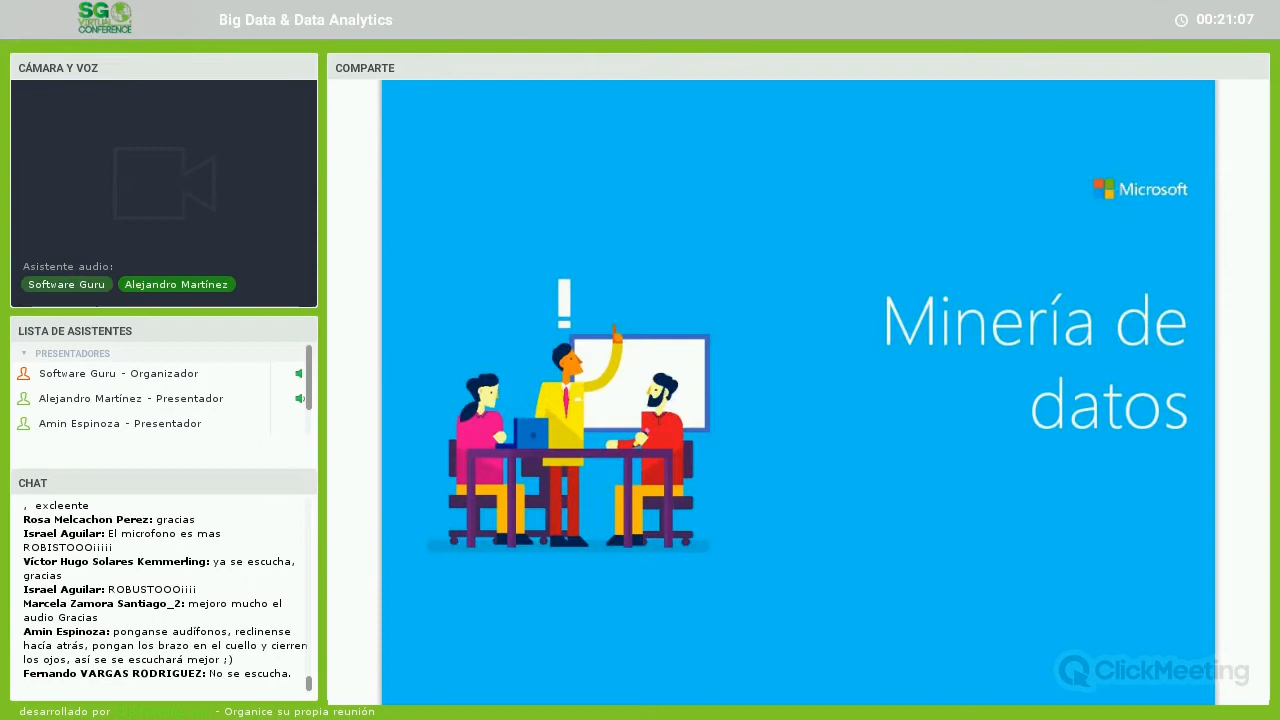 SG
VIRTUAL
CONFERENCE
Big Data & Data Analytics
00:21:07
CÁMARA Y VOZ
Asistente audio:
Software Guru
Alejandro Martínez
LISTA DE ASISTENTES
PRESENTADORES
Software Guru - Organizador
Alejandro Martínez - Presentador
Amin Espinoza - Presentador
CHAT
, excleente
Rosa Melcachon Perez: gracias
Israel Aguilar: El microfono es mas
ROBISTOOOiiiii
Víctor Hugo Solares Kemmerling: ya se escucha,
gracias
Israel Aguilar: ROBUSTOOOiiii
Marcela Zamora Santiago_2: mejoro mucho el
audio Gracias
Amin Espinoza: ponganse audífonos, reclinense
hacía atrás, pongan los brazo en el cuello y cierren
los ojos, así se se escuchará mejor ;)
Fernando VARGAS RODRIGUEZ: No se escucha.
COMPARTE
Microsoft
!
Minería de
datos
ClickMeeting
desarrollado por - Organice su propia reunión